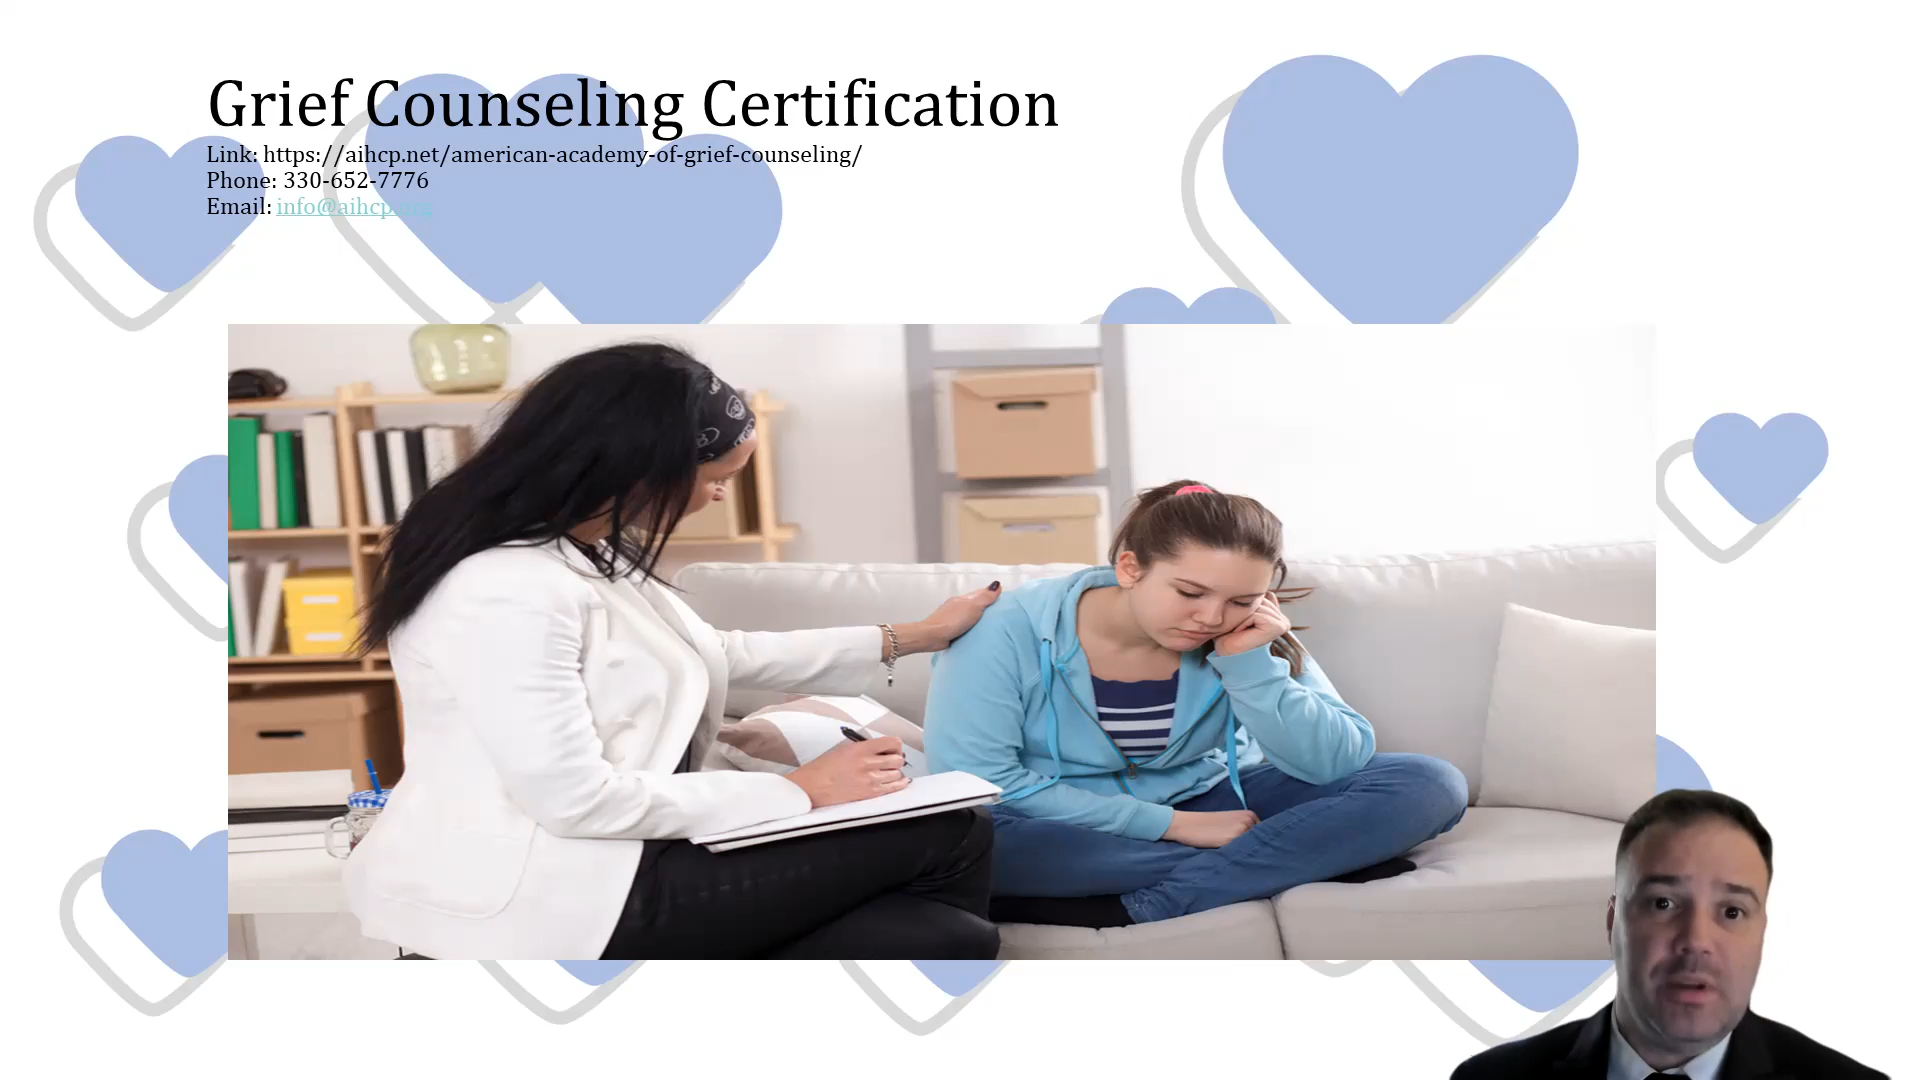 Grief Counseling Certification
Link: https://aihcp.net/american-academy-of-grief-counseling/
Phone: 330-652-7776
Email: info@aihcp.org